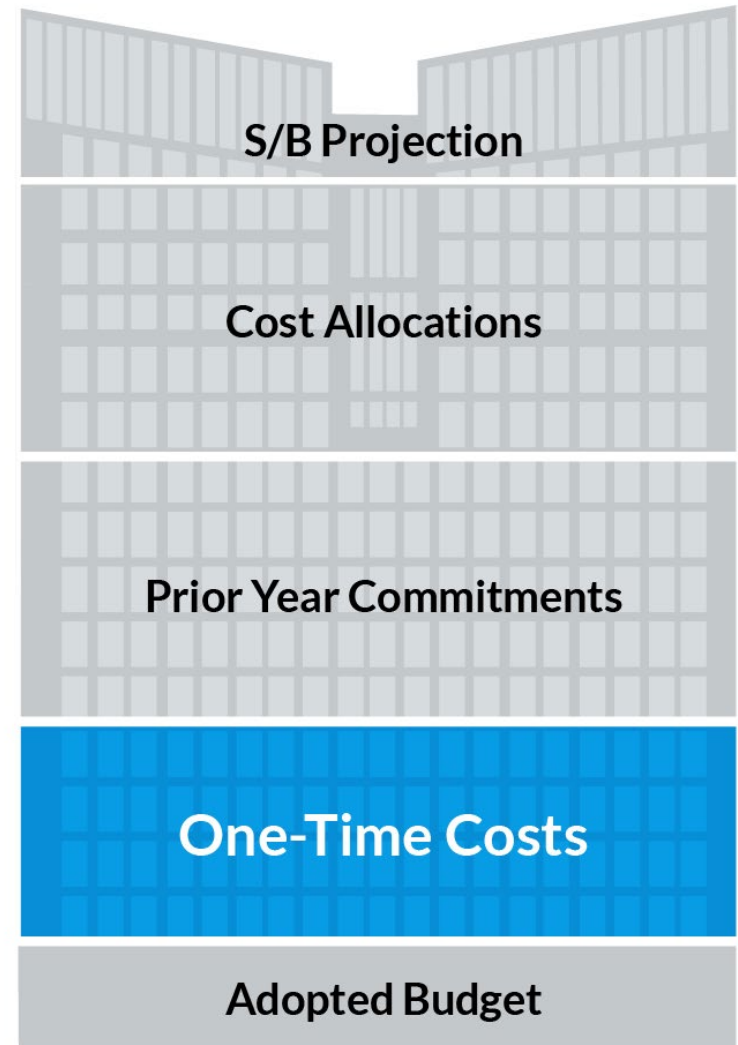 S/B Projection
Cost Allocations
Prior Year Commitments
One-Time Costs
Adopted Budget